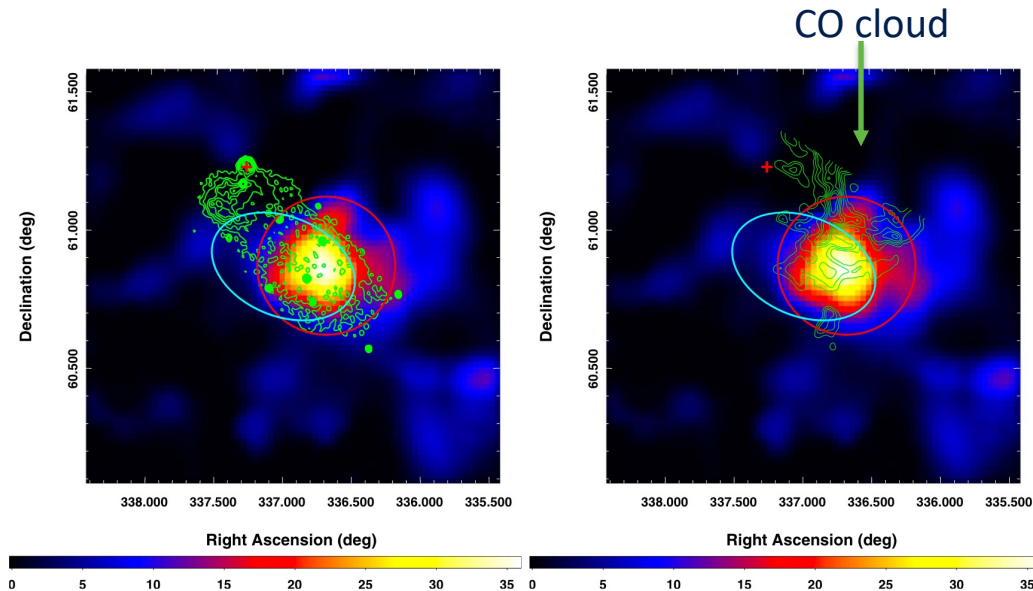 CO cloud
61.500
61.000
60.500
Declination (deg)
338.000 337.500 337.000 336.500 336.000 335.500
Right Ascension (deg)
0 5 10 15 20 25 30 35
61.500
61.000
60.500
Declination (deg)
338.000 337.500 337.000 336.500 336.000 335.500
Right Ascension (deg)
0 5 10 15 20 25 30 35